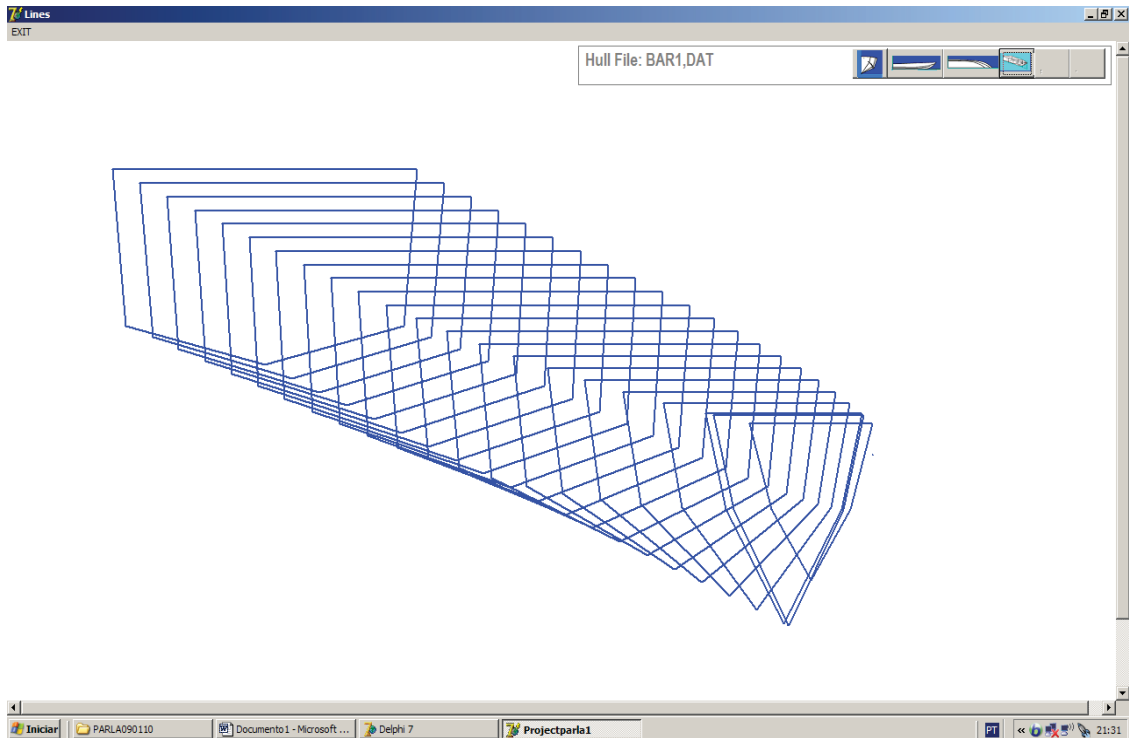 Lines
EXIT
Hull File: BAR1,DAT
Iniciar
PARLA090110
Documento1 - Microsoft ...
Delphi 7
Projectparla1
PT
21:31